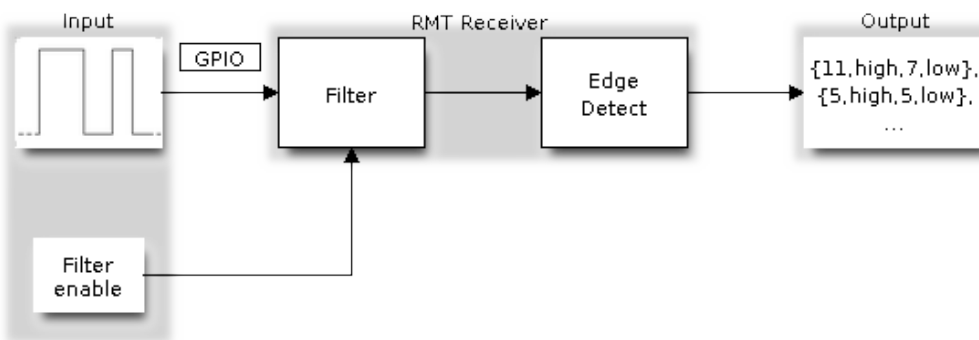 Input
RMT Receiver
Output
GPIO
Filter
Edge
Detect
{11,high,7,low},
{5,high,5,low},
...
Filter
enable